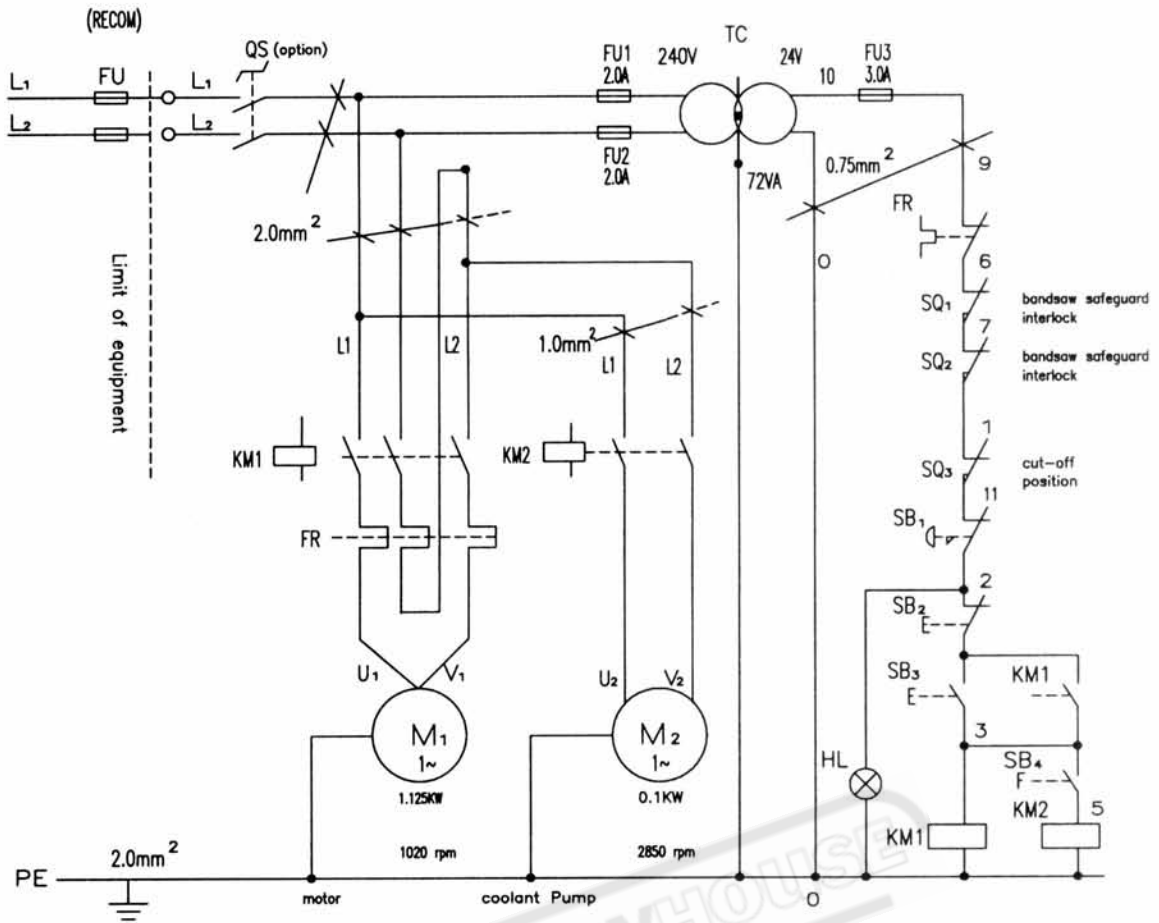 (RECOM)
QS (option)
TC
L1 FU L1
FU1 240V 24V FU3
2.0A 10 3.0A
L2 L2
FU2
2.0A
72VA
0.75mm²
9
2.0mm²
FR
0
6
Limit of equipment
SQ1 bandsaw safeguard
interlock
7
SQ2 bandsaw safeguard
interlock
1.0mm²
L1 L2 L1 L2
1
KM1 KM2
SQ3 cut-off
position
11
SB1
FR
2
SB2
U1 V1 U2 V2
SB3 KM1
M1 M2
1~ 1~
3
HL SB4
1.125KW 0.1KW
KM2 5
KM1
2.0mm² 1020 rpm 2850 rpm
PE
motor coolant Pump 0
YHOUSE